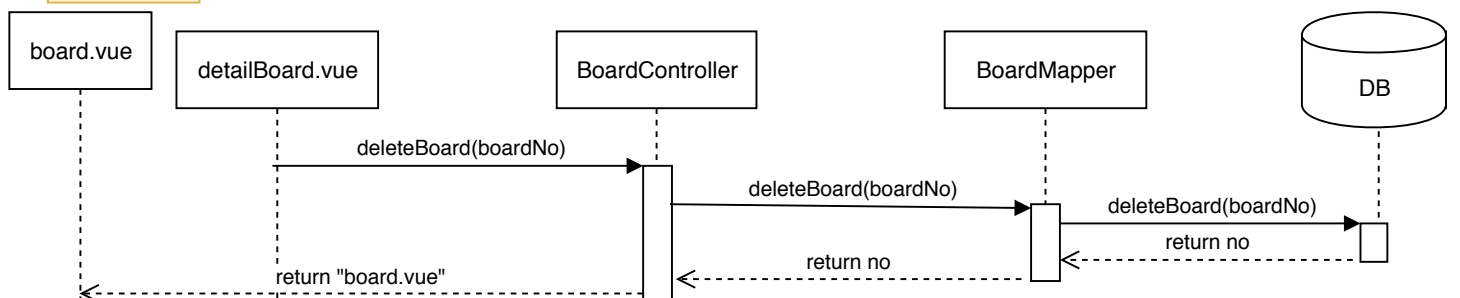 board.vue
detailBoard.vue
BoardController
BoardMapper
DB
deleteBoard(boardNo)
deleteBoard(boardNo)
deleteBoard(boardNo)
return no
return no
return "board.vue"